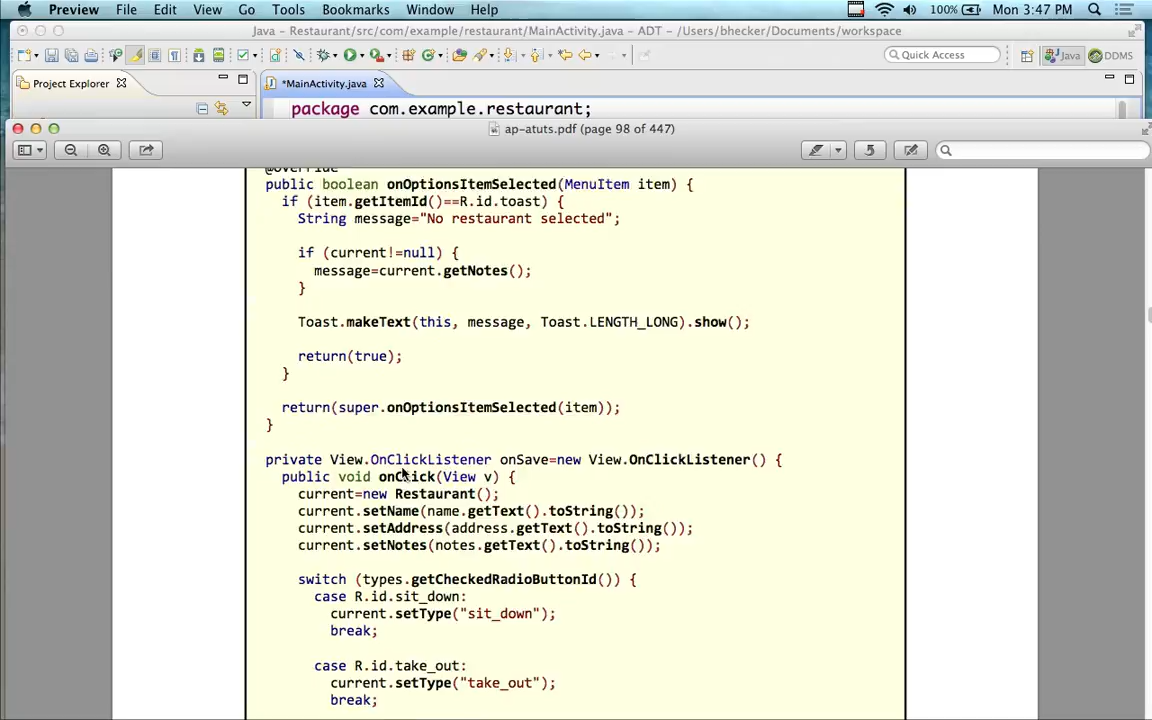 Preview File Edit View Go Tools Bookmarks Window Help 100% Mon 3:47 PM
Java - Restaurant/src/com/example/restaurant/MainActivity.java - ADT - /Users/bhecker/Documents/workspace
Quick Access Java DDMS
Project Explorer *MainActivity.java
package com.example.restaurant;
ap-atuts.pdf (page 98 of 447)
@Override
public boolean onOptionsItemSelected(MenuItem item) {
if (item.getItemId()==R.id.toast) {
String message="No restaurant selected";
if (current!=null) {
message=current.getNotes();
}
Toast.makeText(this, message, Toast.LENGTH_LONG).show();
return(true);
}
return(super.onOptionsItemSelected(item));
}
private View.OnClickListener onSave=new View.OnClickListener() {
public void onClick(View v) {
current=new Restaurant();
current.setName(name.getText().toString());
current.setAddress(address.getText().toString());
current.setNotes(notes.getText().toString());
switch (types.getCheckedRadioButtonId()) {
case R.id.sit_down:
current.setType("sit_down");
break;
case R.id.take_out:
current.setType("take_out");
break;